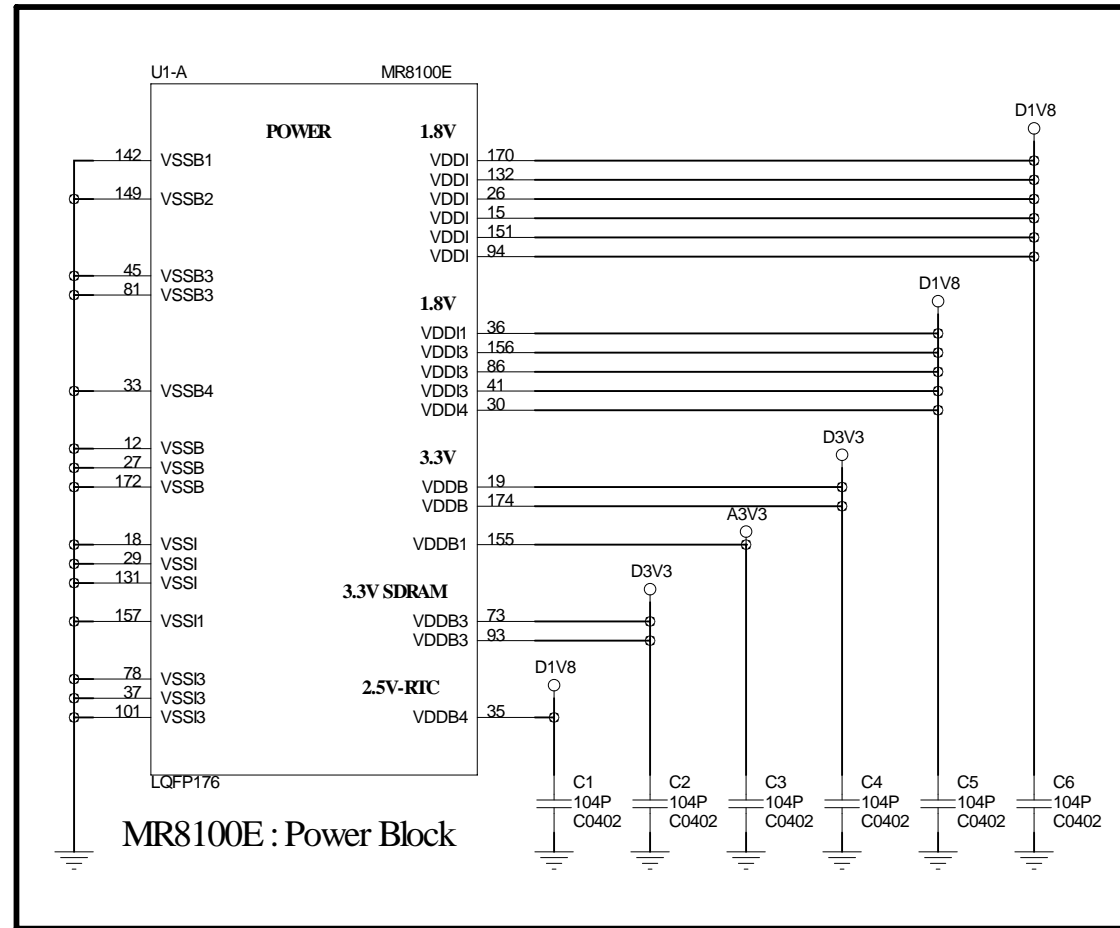 U1-A MR8100E
POWER 1.8V
D1V8
142 VSSB1 VDDI 170
VDDI 132
149 VSSB2 VDDI 26
VDDI 15
VDDI 151
VDDI 94
45 VSSB3
81 VSSB3
1.8V
D1V8
VDDI1 36
VDDI3 156
VDDI3 86
33 VSSB4 VDDI3 41
VDDI4 30
12 VSSB
27 VSSB
3.3V
D3V3
172 VSSB VDDB 19
VDDB 174
A3V3
18 VSSI VDDB1 155
29 VSSI
131 VSSI
3.3V SDRAM
D3V3
157 VSSI1 VDDB3 73
VDDB3 93
78 VSSI3
37 VSSI3
2.5V-RTC
D1V8
101 VSSI3 VDDB4 35
LQFP176
C1 C2 C3 C4 C5 C6
104P 104P 104P 104P 104P 104P
C0402 C0402 C0402 C0402 C0402 C0402
MR8100E : Power Block